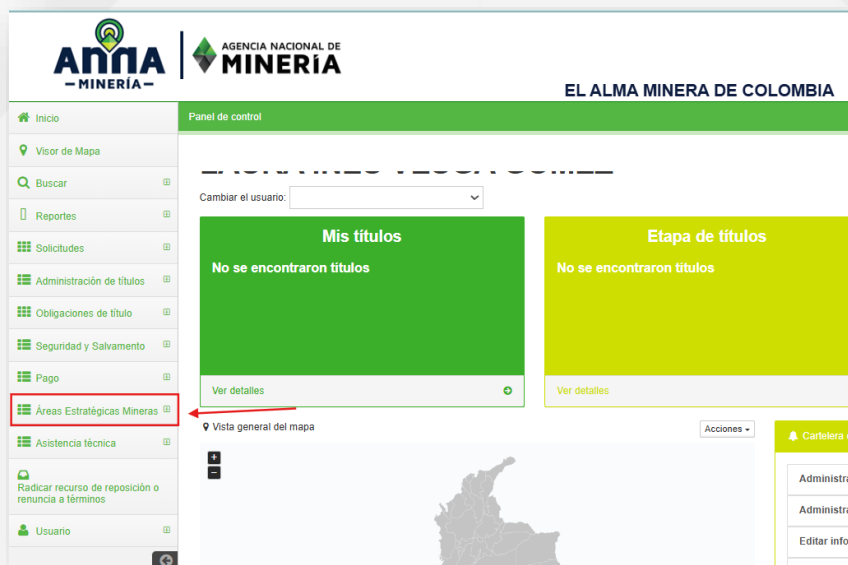 ANNA
– MINERÍA –
AGENCIA NACIONAL DE
MINERÍA
EL ALMA MINERA DE COLOMBIA
Inicio
Panel de control
Visor de Mapa
Buscar
Reportes
Solicitudes
Administración de títulos
Obligaciones de título
Seguridad y Salvamento
Pago
Áreas Estratégicas Mineras
Asistencia técnica
Radicar recurso de reposición o
renuncia a términos
Usuario
Cambiar el usuario:
Mis títulos
No se encontraron títulos
Ver detalles
Etapa de títulos
No se encontraron títulos
Ver detalles
Vista general del mapa
Acciones
+
−
Cartelera